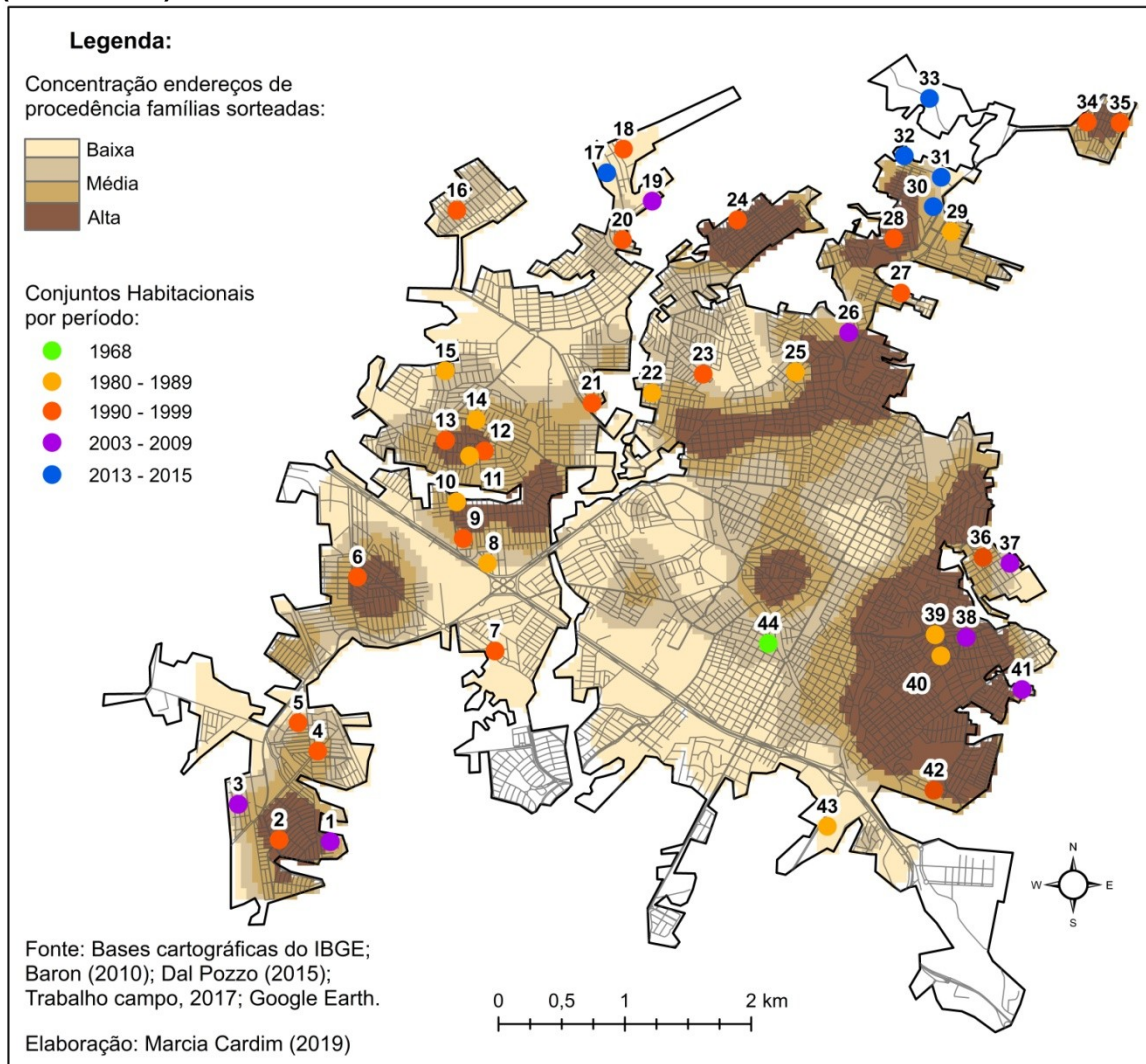 Legenda:
Concentração endereços de
procedência famílias sorteadas:
Baixa
Média
Alta
Conjuntos Habitacionais
por período:
1968
1980 - 1989
1990 - 1999
2003 - 2009
2013 - 2015
33
34 35
18
32
17
31
19
16
30
24
29
28
20
27
26
15
25
23
22
21
14
13
12
11
10
9
36 37
8
6
39 38
44
7
40
41
5
4
42
3
43
2 1
N
W E
S
Fonte: Bases cartográficas do IBGE;
Baron (2010); Dal Pozzo (2015);
Trabalho campo, 2017; Google Earth.
0 0,5 1 2 km
Elaboração: Marcia Cardim (2019)